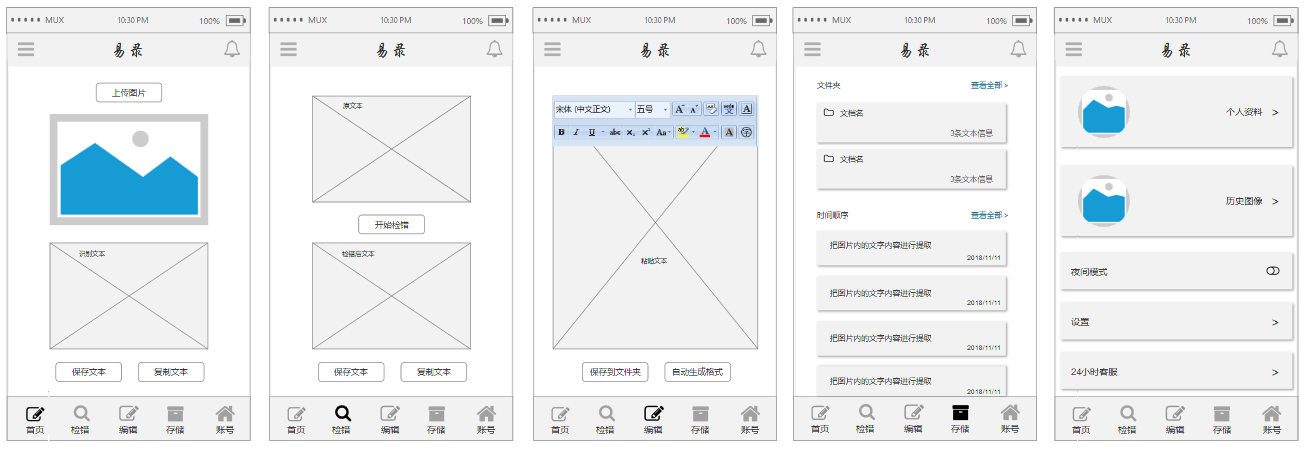 MUX 10:30 PM 100%
易录
上传图片
识别文本
保存文本 复制文本
首页 检错 编辑 存储 账号
MUX 10:30 PM 100%
易录
原文本
开始检错
检错后文本
保存文本 复制文本
首页 检错 编辑 存储 账号
MUX 10:30 PM 100%
易录
宋体 (中文正文) 五号 A A wén 文 A
B I U abc X₂ X² Aa ab A A 字
粘贴文本
保存到文件夹 自动生成格式
首页 检错 编辑 存储 账号
MUX 10:30 PM 100%
易录
文件夹 查看全部 >
文档名
3条文本信息
文档名
3条文本信息
时间顺序 查看全部 >
把图片内的文字内容进行提取
2018/11/11
把图片内的文字内容进行提取
2018/11/11
把图片内的文字内容进行提取
2018/11/11
把图片内的文字内容进行提取
2018/11/11
首页 检错 编辑 存储 账号
MUX 10:30 PM 100%
易录
个人资料 >
历史图像 >
夜间模式
设置 >
24小时客服 >
首页 检错 编辑 存储 账号